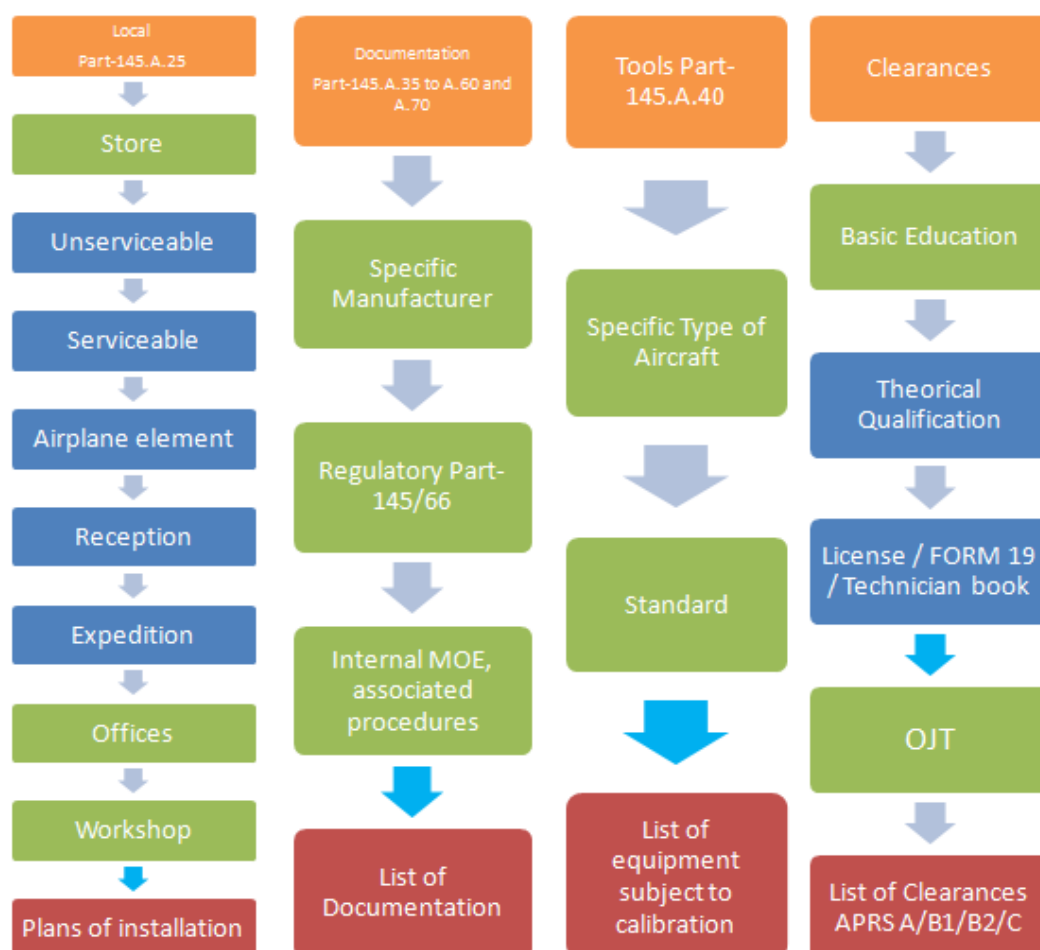 Local
Part-145.A.25
Store
Unserviceable
Serviceable
Airplane element
Reception
Expedition
Offices
Workshop
Plans of installation
Documentation
Part-145.A.35 to A.60 and
A.70
Specific
Manufacturer
Regulatory Part-
145/66
Internal MOE,
associated
procedures
List of
Documentation
Tools Part-
145.A.40
Specific Type of
Aircraft
Standard
List of
equipment
subject to
calibration
Clearances
Basic Education
Theorical
Qualification
License / FORM 19
/ Technician book
OJT
List of Clearances
APRS A/B1/B2/C